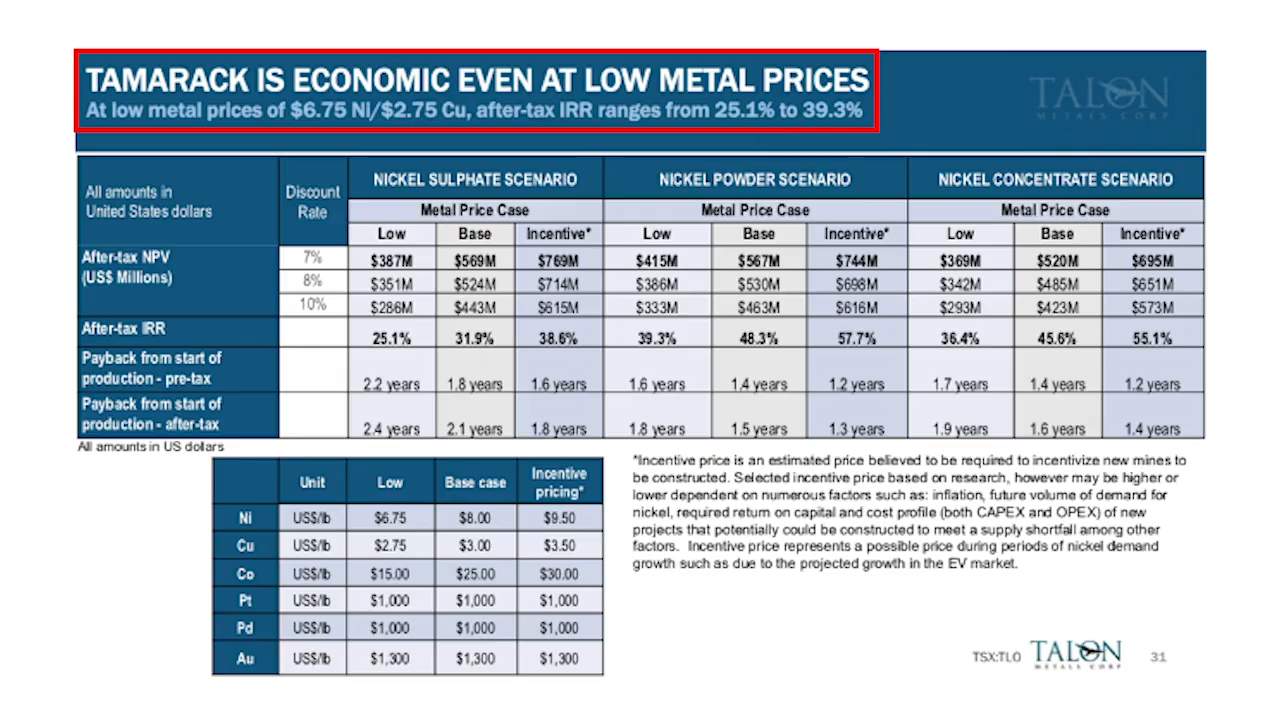 TAMARACK IS ECONOMIC EVEN AT LOW METAL PRICES
At low metal prices of $6.75 Ni/$2.75 Cu, after-tax IRR ranges from 25.1% to 39.3%
TALON
METALS CORP
All amounts in
United States dollars
Discount
Rate
NICKEL SULPHATE SCENARIO NICKEL POWDER SCENARIO NICKEL CONCENTRATE SCENARIO
Metal Price Case Metal Price Case Metal Price Case
Low Base Incentive* Low Base Incentive* Low Base Incentive*
After-tax NPV
(US$ Millions)
7% $387M $569M $769M $415M $567M $744M $369M $520M $695M
8% $351M $524M $714M $386M $530M $698M $342M $485M $651M
10% $286M $443M $615M $333M $463M $616M $293M $423M $573M
After-tax IRR 25.1% 31.9% 38.6% 39.3% 48.3% 57.7% 36.4% 45.6% 55.1%
Payback from start of
production - pre-tax 2.2 years 1.8 years 1.6 years 1.6 years 1.4 years 1.2 years 1.7 years 1.4 years 1.2 years
Payback from start of
production - after-tax 2.4 years 2.1 years 1.8 years 1.8 years 1.5 years 1.3 years 1.9 years 1.6 years 1.4 years
All amounts in US dollars
Unit Low Base case Incentive
pricing*
Ni US$/lb $6.75 $8.00 $9.50
Cu US$/lb $2.75 $3.00 $3.50
Co US$/lb $15.00 $25.00 $30.00
Pt US$/lb $1,000 $1,000 $1,000
Pd US$/lb $1,000 $1,000 $1,000
Au US$/lb $1,300 $1,300 $1,300
*Incentive price is an estimated price believed to be required to incentivize new mines to
be constructed. Selected incentive price based on research, however may be higher or
lower dependent on numerous factors such as: inflation, future volume of demand for
nickel, required return on capital and cost profile (both CAPEX and OPEX) of new
projects that potentially could be constructed to meet a supply shortfall among other
factors. Incentive price represents a possible price during periods of nickel demand
growth such as due to the projected growth in the EV market.
TSX:TLO TALON
METALS CORP
31